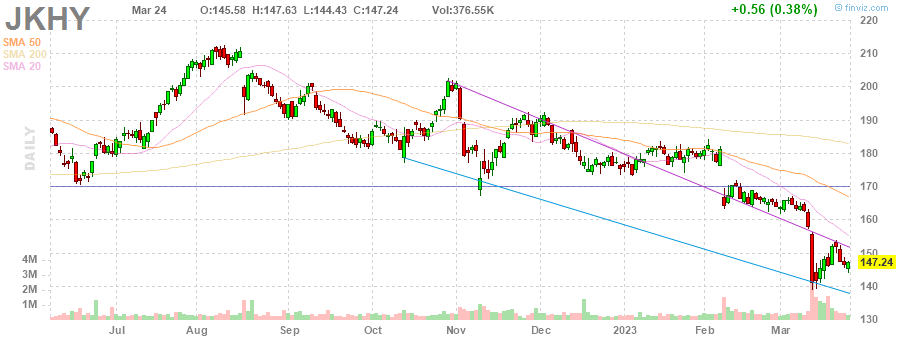 JKHY
Mar 24 O:145.58 H:147.63 L:144.43 C:147.24 Vol:376.55K +0.56 (0.38%)
© finviz.com
SMA 50
SMA 200
SMA 20
DAILY
220
210
200
190
180
170
160
150
147.24
140
130
4M
3M
2M
1M
Jul Aug Sep Oct Nov Dec 2023 Feb Mar